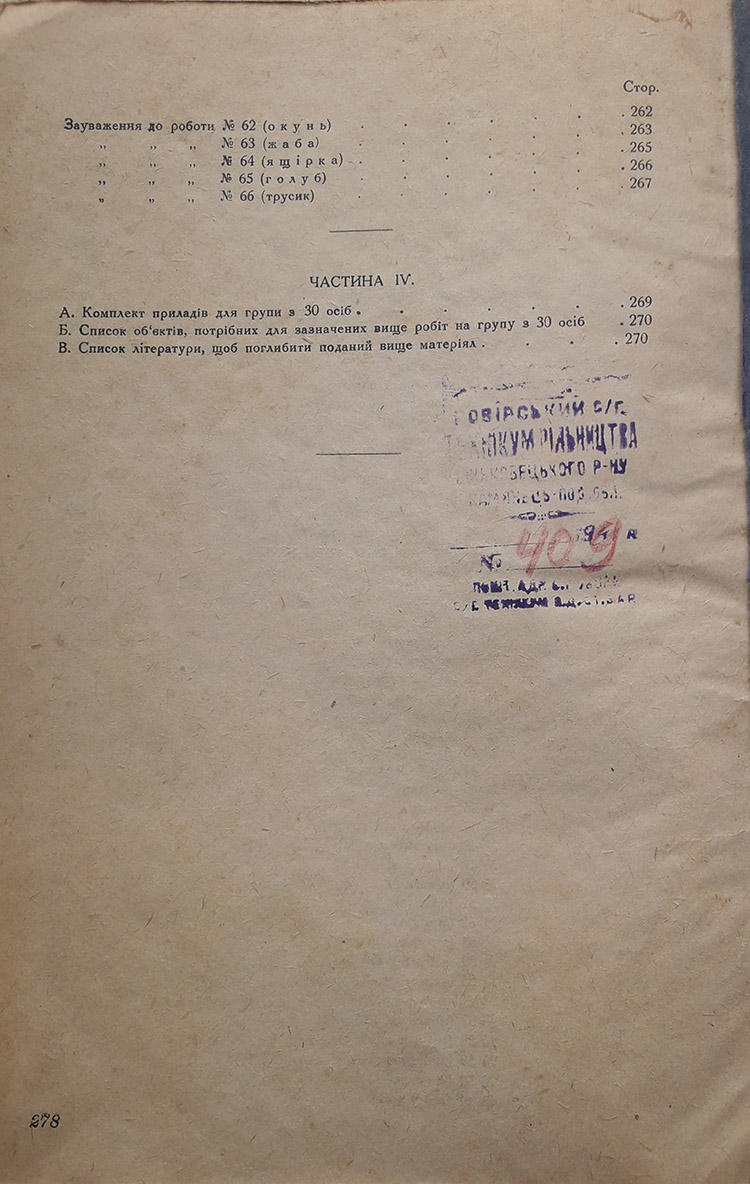 Стор.
Зауваження до роботи № 62 (окунь) . . . . . . . 262
„ „ „ № 63 (жаба) . . . . . . . 263
„ „ „ № 64 (ящірка) . . . . . . . 265
„ „ „ № 65 (голуб) . . . . . . . 266
„ „ „ № 66 (трусик) . . . . . . . 267
ЧАСТИНА IV.
А. Комплект приладів для групи з 30 осіб . . . . . . . 269
Б. Список об'єктів, потрібних для зазначених вище робіт на групу з 30 осіб . 270
В. Список літератури, щоб поглибити поданий вище матеріял . . . . 270
С/Г.
РІЛЬНИЦТВА
Р-НУ
№ 409
ПОШТ. АДР.
278